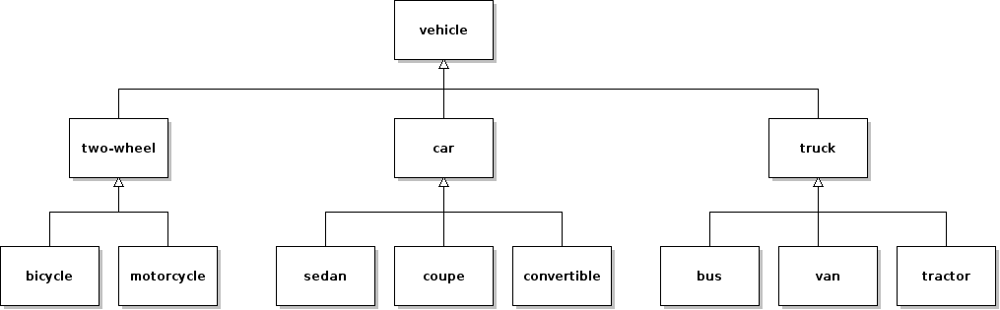 vehicle
two-wheel
car
truck
bicycle
motorcycle
sedan
coupe
convertible
bus
van
tractor